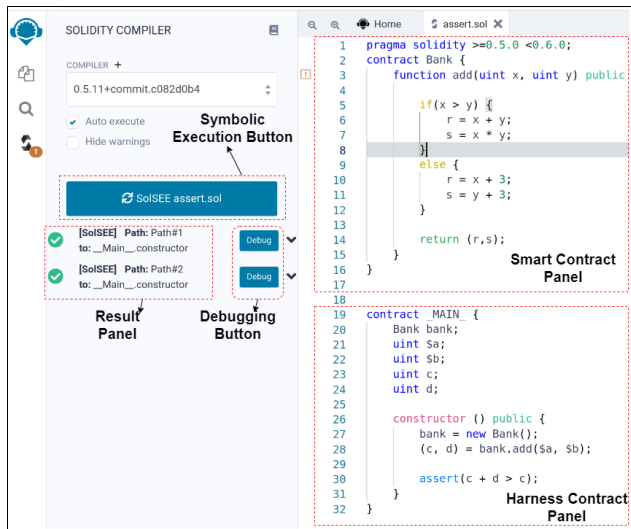 SOLIDITY COMPILER
COMPILER +
0.5.11+commit.c082d0b4
Auto execute
Hide warnings
Symbolic
Execution Button
SolSEE assert.sol
[SolSEE] Path: Path#1
to: __Main__.constructor
Debug
[SolSEE] Path: Path#2
to: __Main__.constructor
Debug
Result
Panel
Debugging
Button
1
Home
assert.sol
1 pragma solidity >=0.5.0 <0.6.0;
2 contract Bank {
3 function add(uint x, uint y) public
4
5 if(x > y) {
6 r = x + y;
7 s = x * y;
8 }
9 else {
10 r = x + 3;
11 s = y + 3;
12 }
13
14 return (r,s);
15 }
16 }
17
Smart Contract
Panel
18
19 contract _MAIN_ {
20 Bank bank;
21 uint $a;
22 uint $b;
23 uint c;
24 uint d;
25
26 constructor () public {
27 bank = new Bank();
28 (c, d) = bank.add($a, $b);
29
30 assert(c + d > c);
31 }
32 }
Harness Contract
Panel